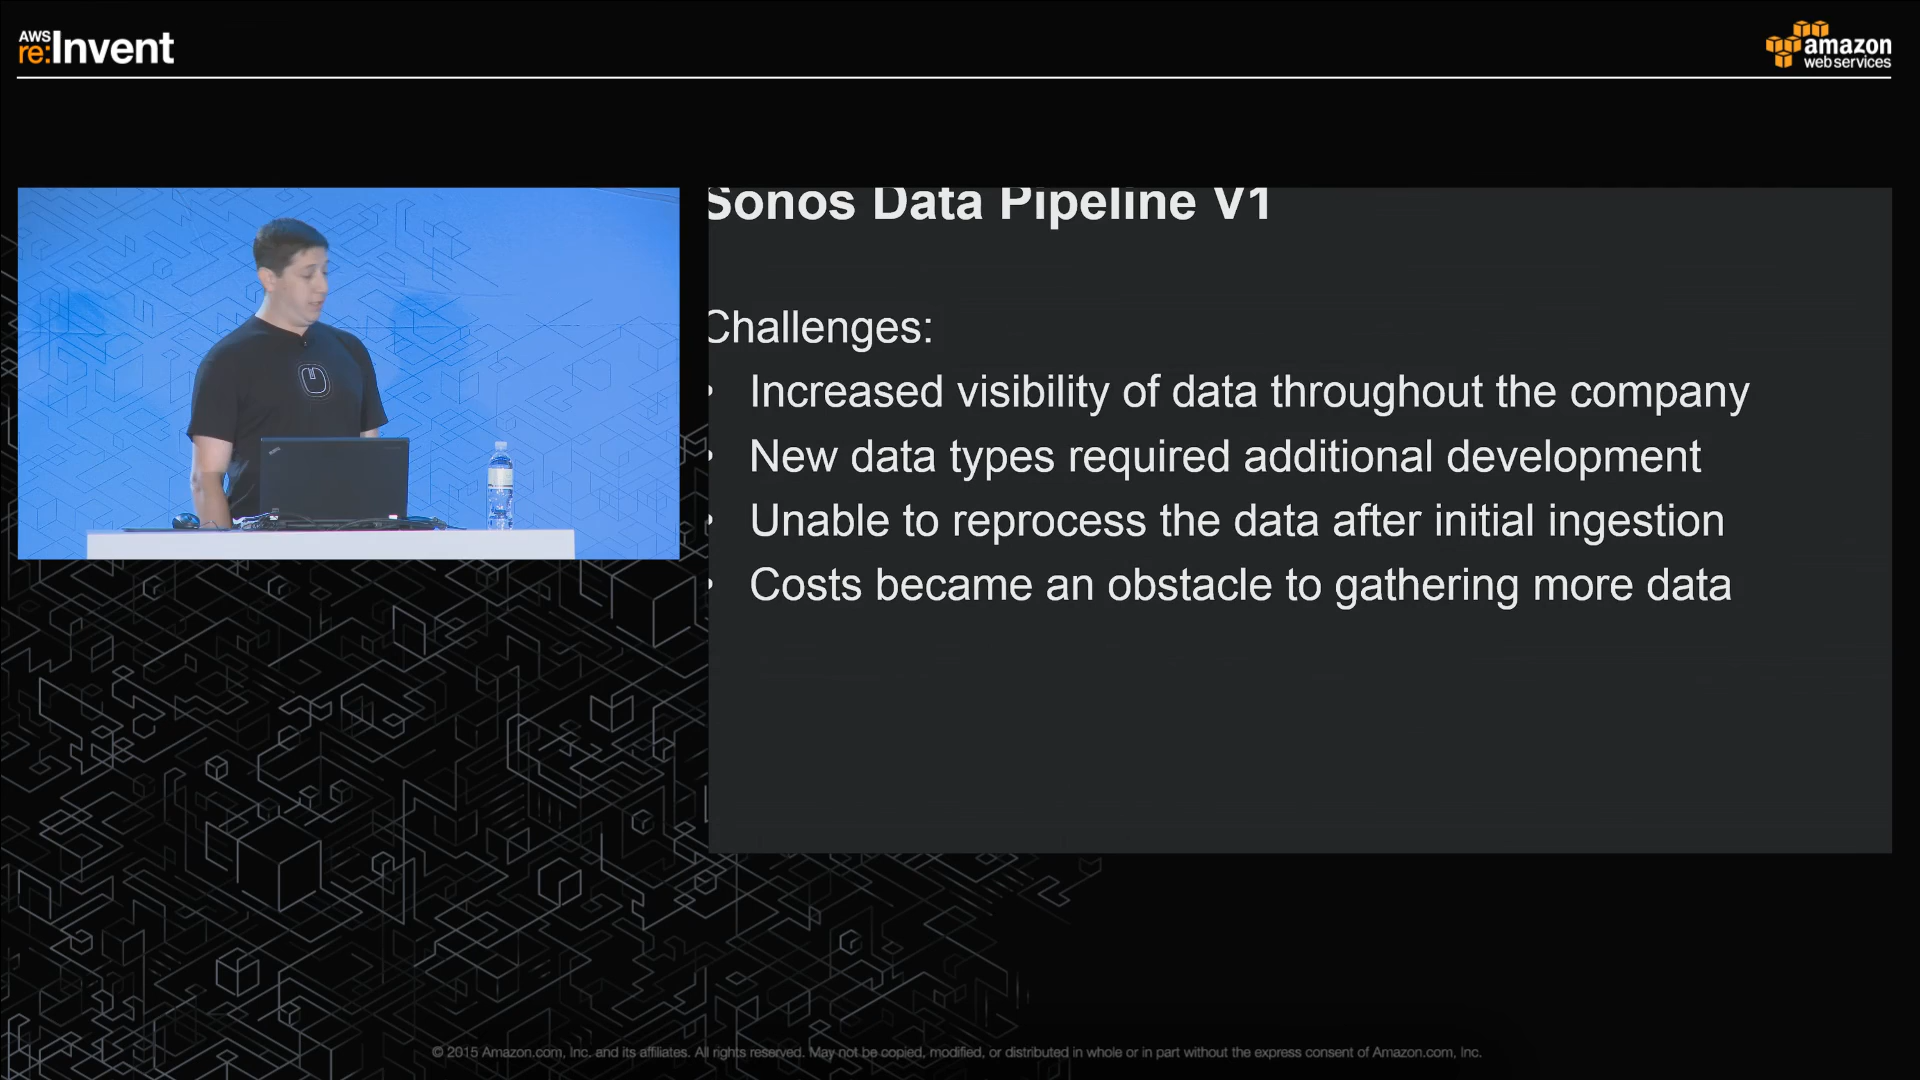 AWS
re:Invent
amazon
web services
Sonos Data Pipeline V1
Challenges:
• Increased visibility of data throughout the company
• New data types required additional development
• Unable to reprocess the data after initial ingestion
• Costs became an obstacle to gathering more data
© 2015 Amazon.com, Inc. and its affiliates. All rights reserved. May not be copied, modified, or distributed in whole or in part without the express consent of Amazon.com, Inc.